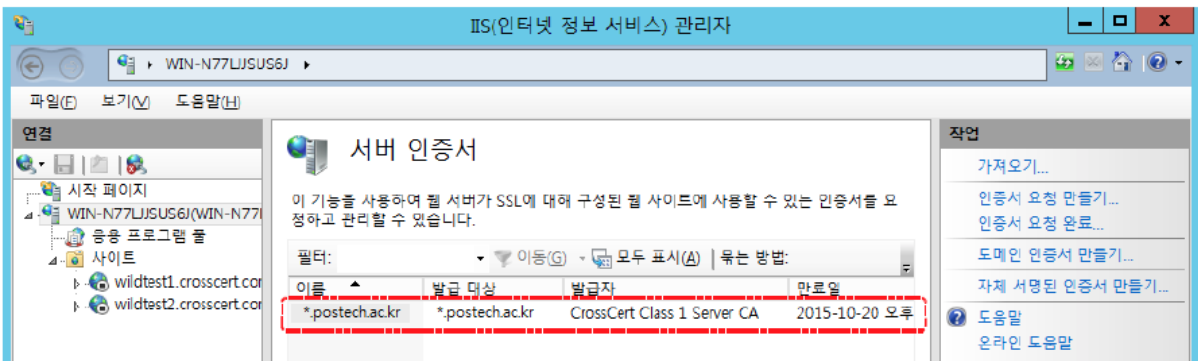 IIS(인터넷 정보 서비스) 관리자
WIN-N77LJJSUS6J
파일(F) 보기(V) 도움말(H)
연결
시작 페이지
WIN-N77LJJSUS6J(WIN-N77l
응용 프로그램 풀
사이트
wildtest1.crosscert.cor
wildtest2.crosscert.cor
서버 인증서
이 기능을 사용하여 웹 서버가 SSL에 대해 구성된 웹 사이트에 사용할 수 있는 인증서를 요
청하고 관리할 수 있습니다.
필터: 이동(G) 모두 표시(A) 묶는 방법:
이름 발급 대상 발급자 만료일
*.postech.ac.kr *.postech.ac.kr CrossCert Class 1 Server CA 2015-10-20 오후
작업
가져오기...
인증서 요청 만들기...
인증서 요청 완료...
도메인 인증서 만들기...
자체 서명된 인증서 만들기...
도움말
온라인 도움말